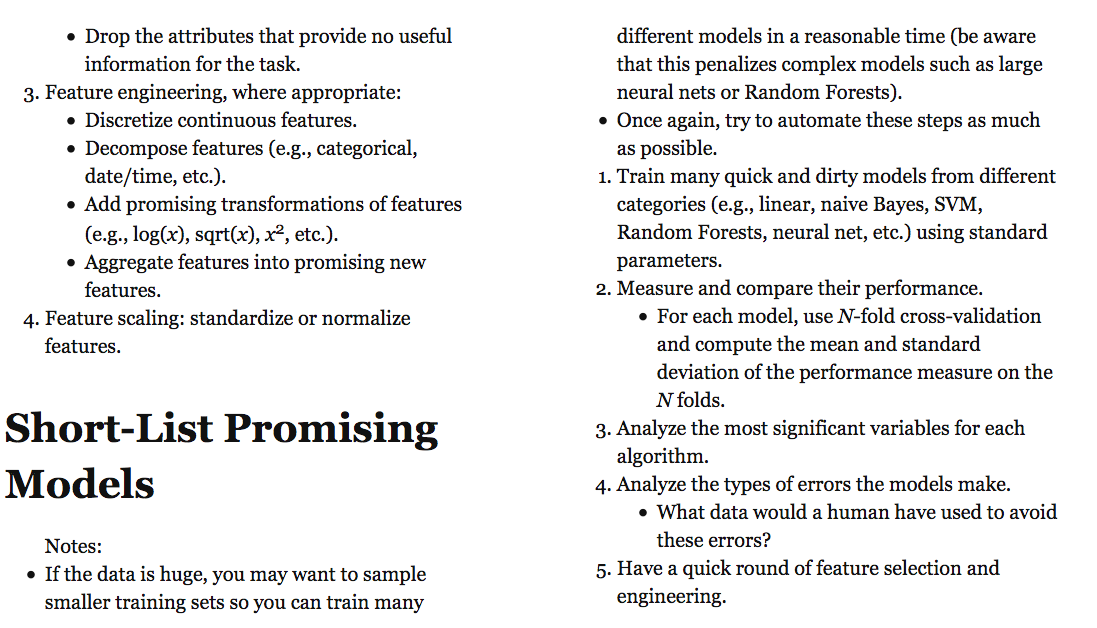 • Drop the attributes that provide no useful
information for the task.
3. Feature engineering, where appropriate:
• Discretize continuous features.
• Decompose features (e.g., categorical,
date/time, etc.).
• Add promising transformations of features
(e.g., log(x), sqrt(x), x², etc.).
• Aggregate features into promising new
features.
4. Feature scaling: standardize or normalize
features.
Short-List Promising
Models
Notes:
• If the data is huge, you may want to sample
smaller training sets so you can train many
different models in a reasonable time (be aware
that this penalizes complex models such as large
neural nets or Random Forests).
• Once again, try to automate these steps as much
as possible.
1. Train many quick and dirty models from different
categories (e.g., linear, naive Bayes, SVM,
Random Forests, neural net, etc.) using standard
parameters.
2. Measure and compare their performance.
• For each model, use N-fold cross-validation
and compute the mean and standard
deviation of the performance measure on the
N folds.
3. Analyze the most significant variables for each
algorithm.
4. Analyze the types of errors the models make.
• What data would a human have used to avoid
these errors?
5. Have a quick round of feature selection and
engineering.